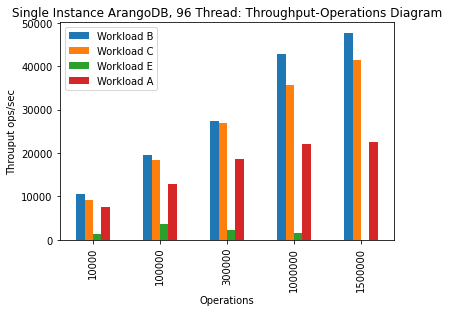 Single Instance ArangoDB, 96 Thread: Throughput-Operations Diagram
Workload B
Workload C
Workload E
Workload A
Throuput ops/sec
50000
40000
30000
20000
10000
0
10000
100000
300000
1000000
1500000
Operations